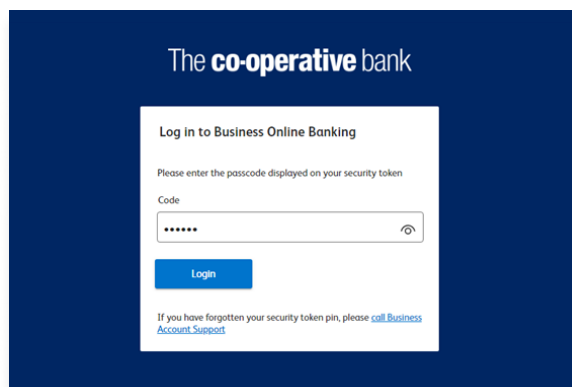 The co-operative bank
Log in to Business Online Banking
Please enter the passcode displayed on your security token
Code
••••••
Login
If you have forgotten your security token pin, please call Business
Account Support